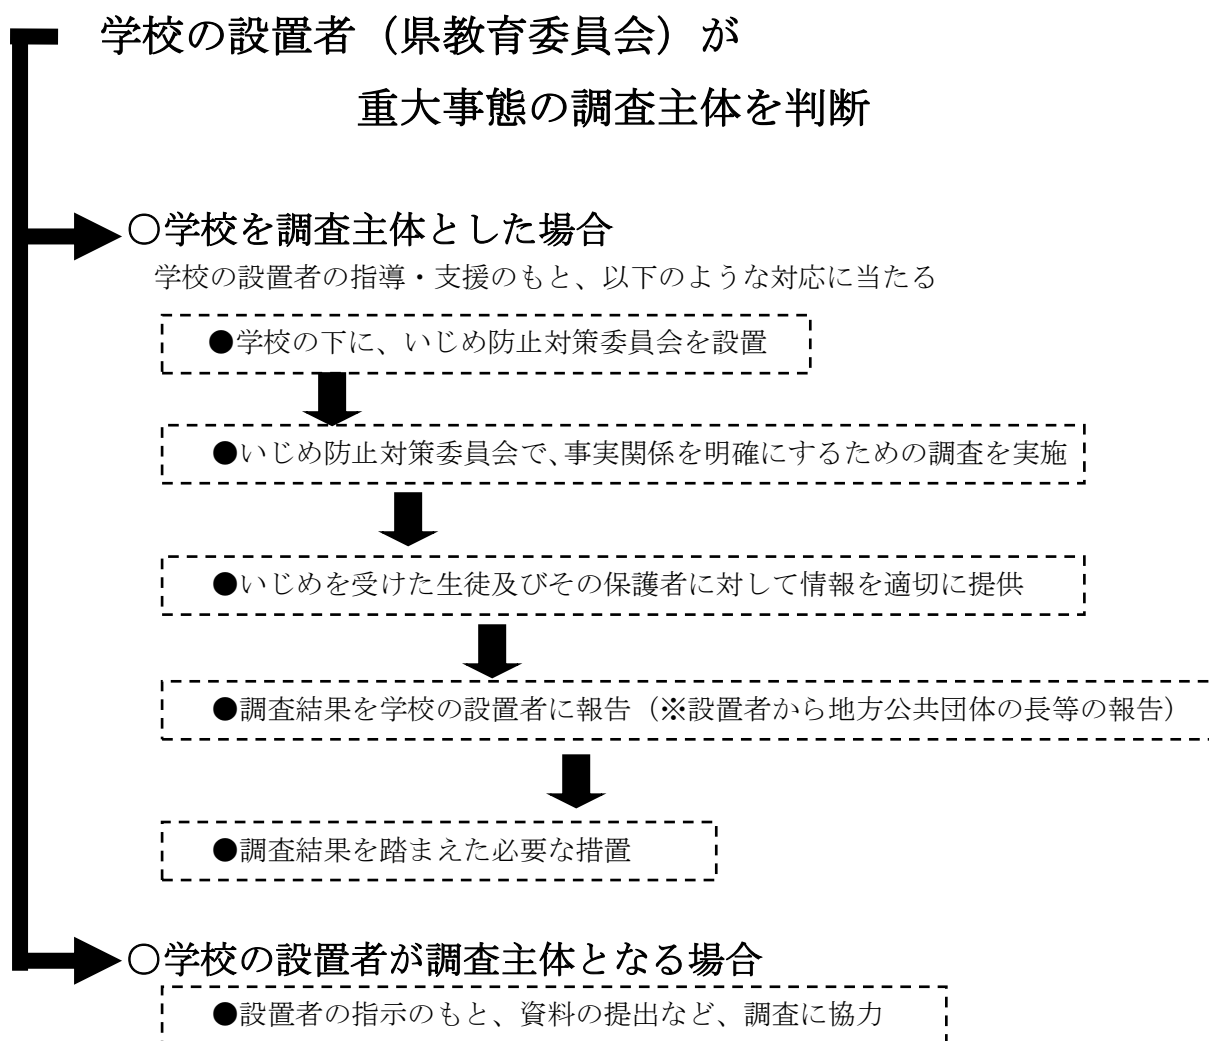 学校の設置者（県教育委員会）が
重大事態の調査主体を判断
○学校を調査主体とした場合
学校の設置者の指導・支援のもと、以下のような対応に当たる
●学校の下に、いじめ防止対策委員会を設置
●いじめ防止対策委員会で、事実関係を明確にするための調査を実施
●いじめを受けた生徒及びその保護者に対して情報を適切に提供
●調査結果を学校の設置者に報告（※設置者から地方公共団体の長等の報告）
●調査結果を踏まえた必要な措置
○学校の設置者が調査主体となる場合
●設置者の指示のもと、資料の提出など、調査に協力